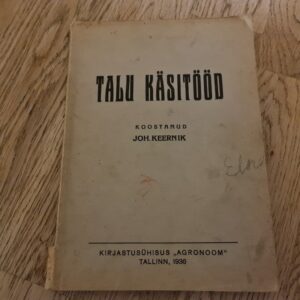 TALU KÄSITÖÖD
KOOSTANUD
JOH. KEERNIK
KIRJASTUSÜHISUS „AGRONOOM”
TALLINN, 1936